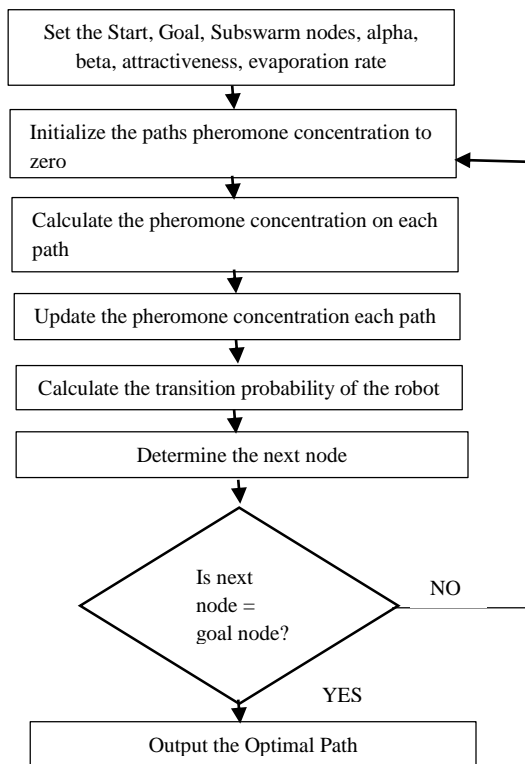 Set the Start, Goal, Subswarm nodes, alpha,
beta, attractiveness, evaporation rate
Initialize the paths pheromone concentration to
zero
Calculate the pheromone concentration on each
path
Update the pheromone concentration each path
Calculate the transition probability of the robot
Determine the next node
Is next
node =
goal node?
NO
YES
Output the Optimal Path